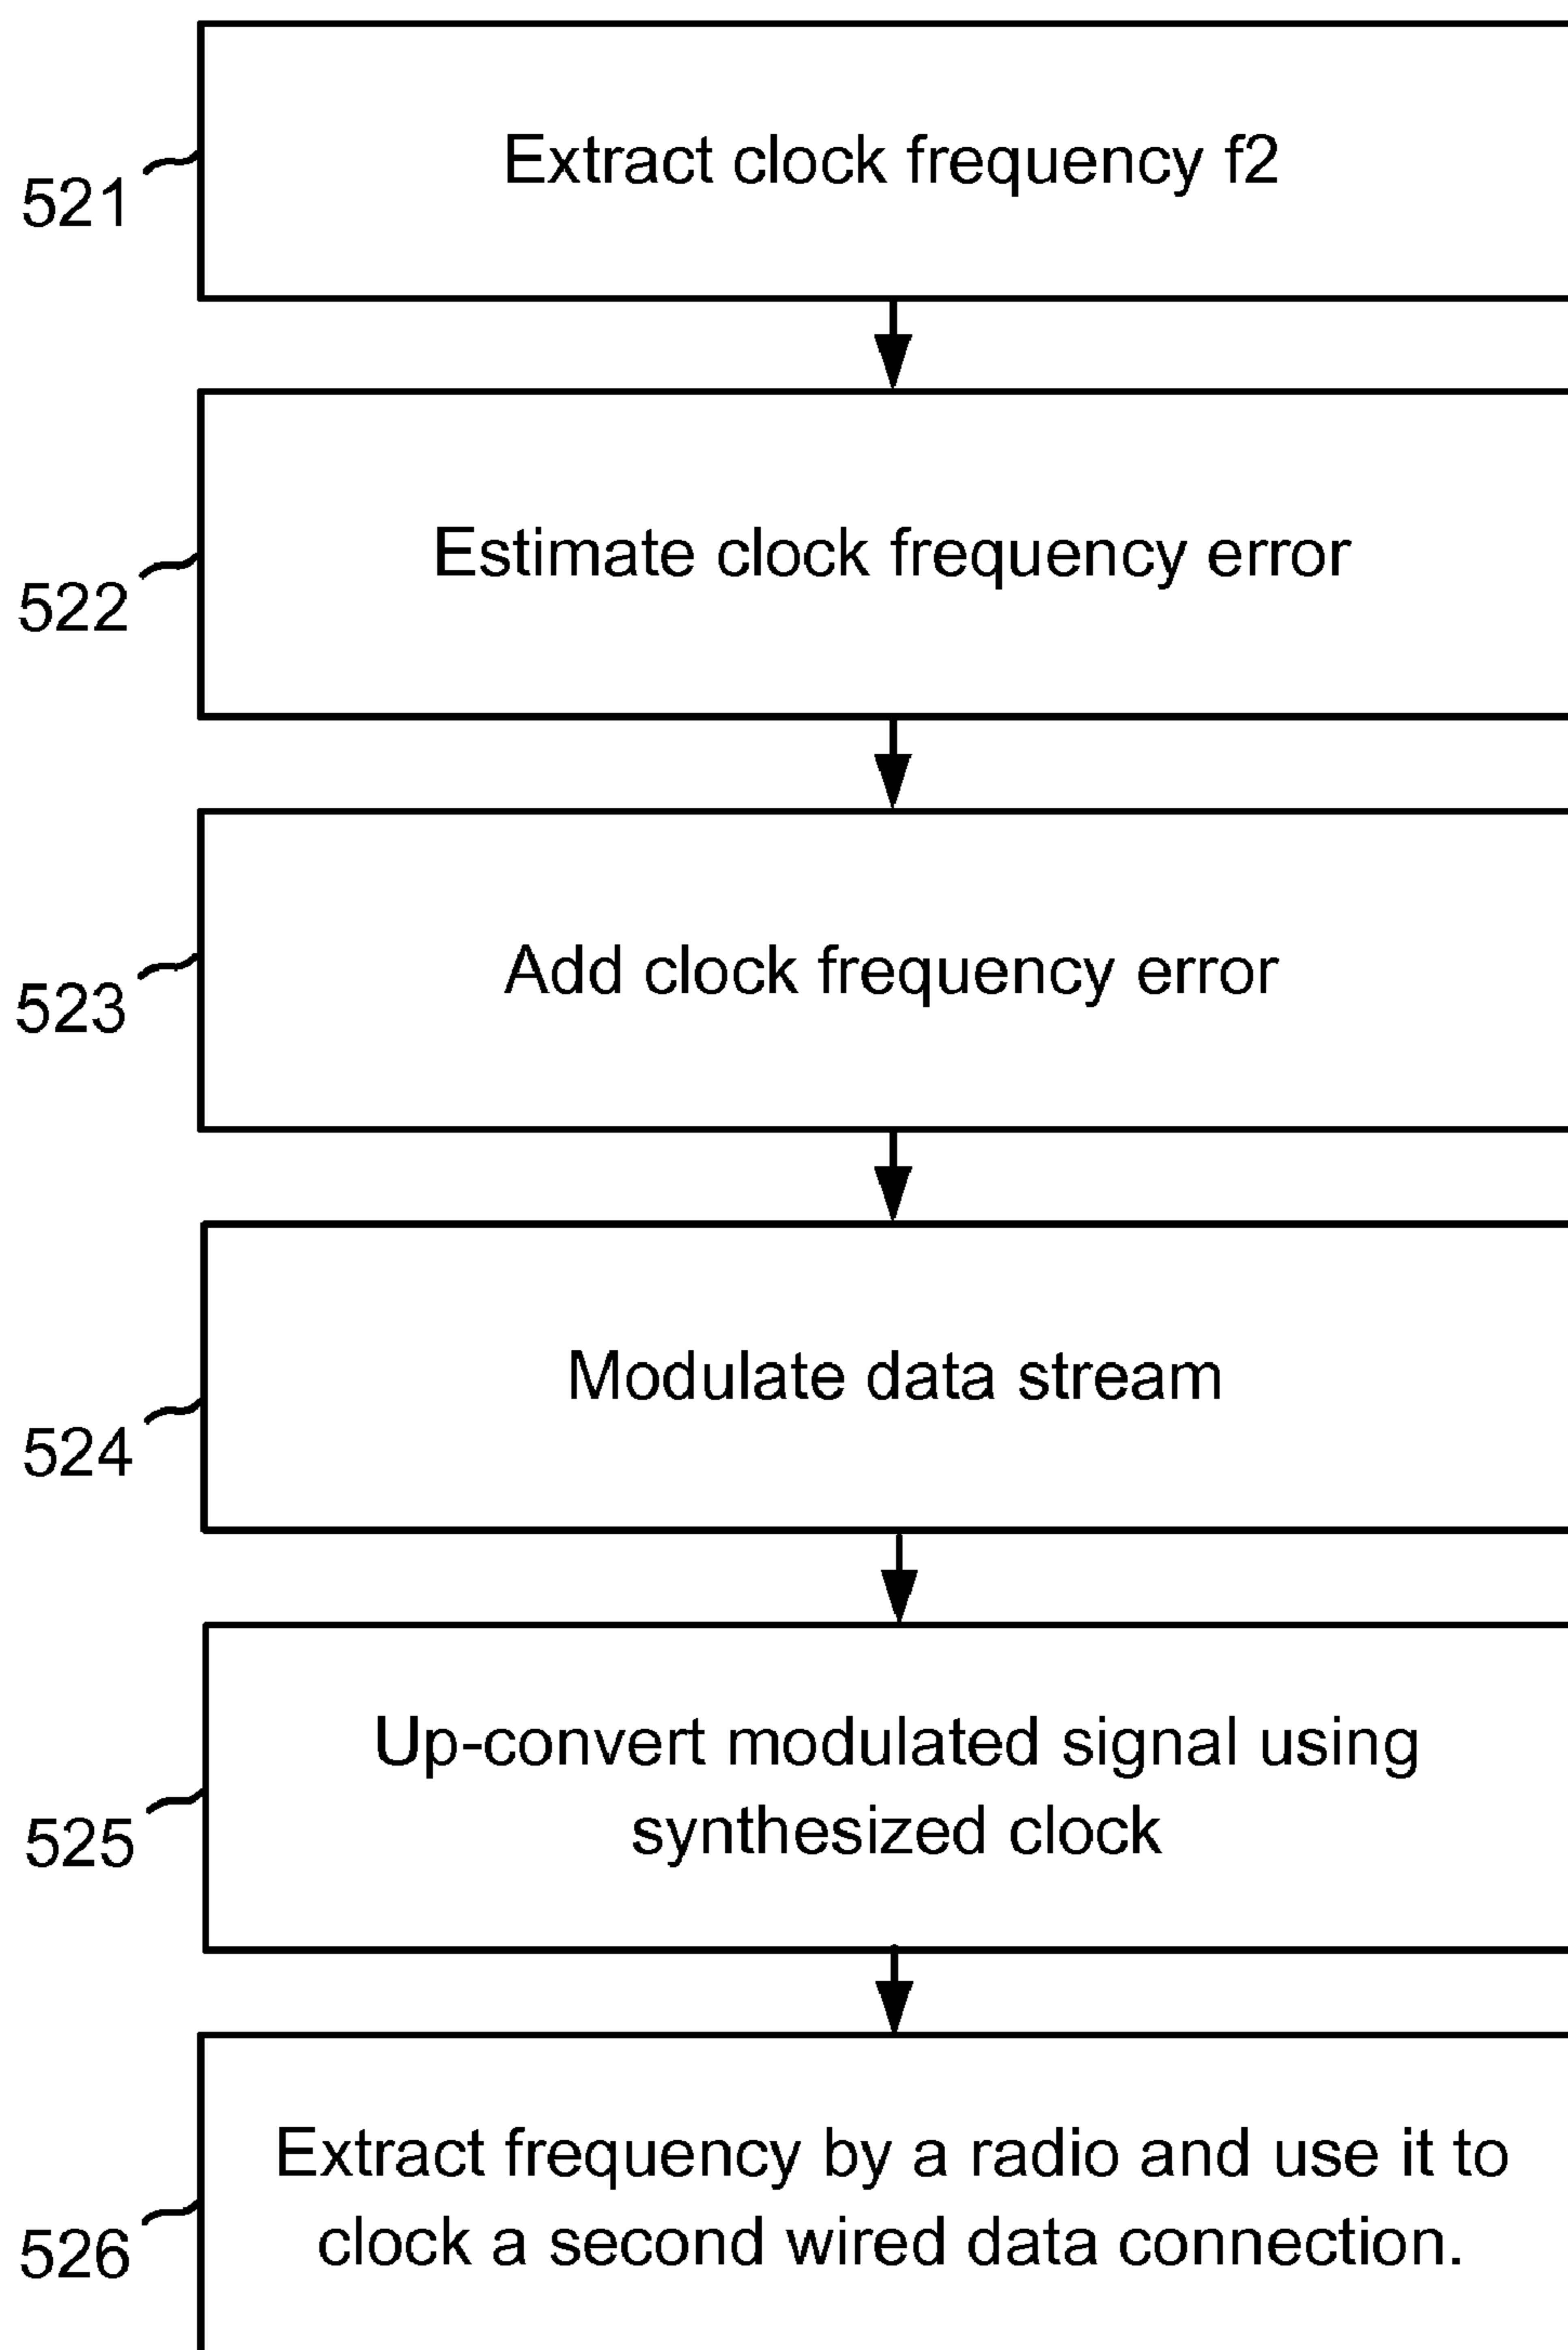 Extract clock frequency f2
521
Estimate clock frequency error
522
Add clock frequency error
523
Modulate data stream
524
Up-convert modulated signal using
synthesized clock
525
Extract frequency by a radio and use it to
clock a second wired data connection.
526